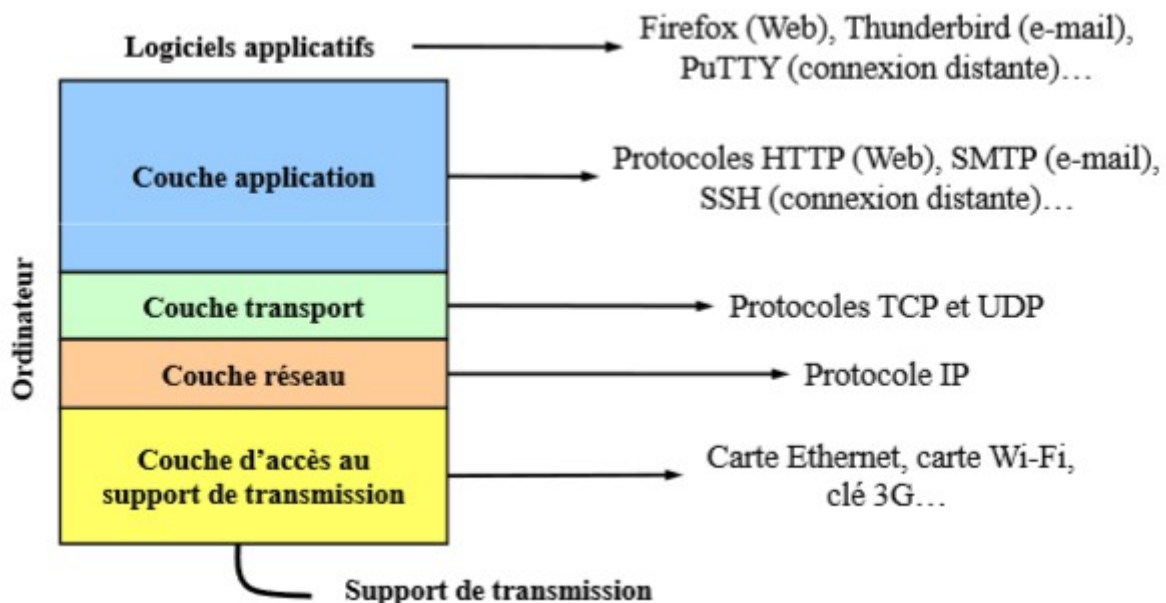 Logiciels applicatifs
Firefox (Web), Thunderbird (e-mail),
PuTTY (connexion distante)…
Ordinateur
Couche application
Protocoles HTTP (Web), SMTP (e-mail),
SSH (connexion distante)…
Couche transport
Protocoles TCP et UDP
Couche réseau
Protocole IP
Couche d’accès au
support de transmission
Carte Ethernet, carte Wi-Fi,
clé 3G…
Support de transmission